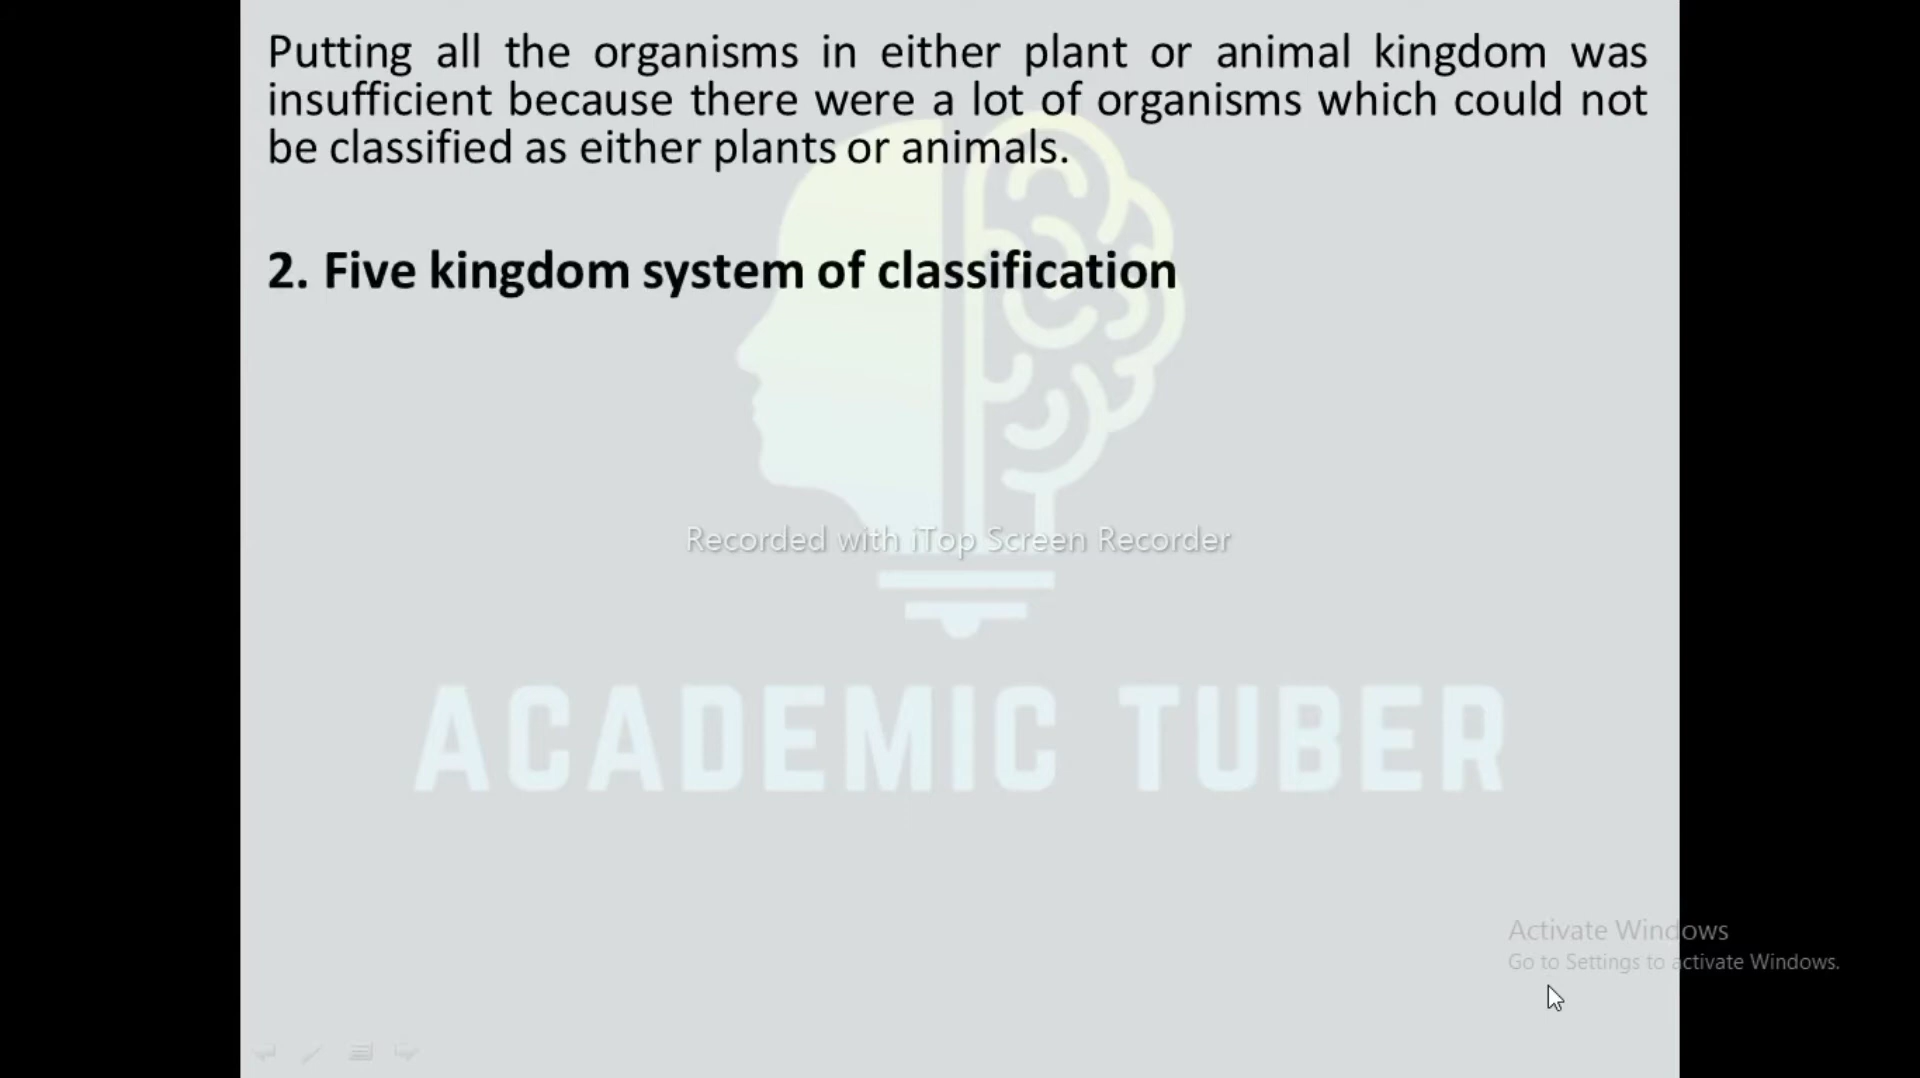 Putting all the organisms in either plant or animal kingdom was
insufficient because there were a lot of organisms which could not
be classified as either plants or animals.
2. Five kingdom system of classification
Recorded with iTop Screen Recorder
ACADEMIC TUBER
Activate Windows
Go to Settings to activate Windows.